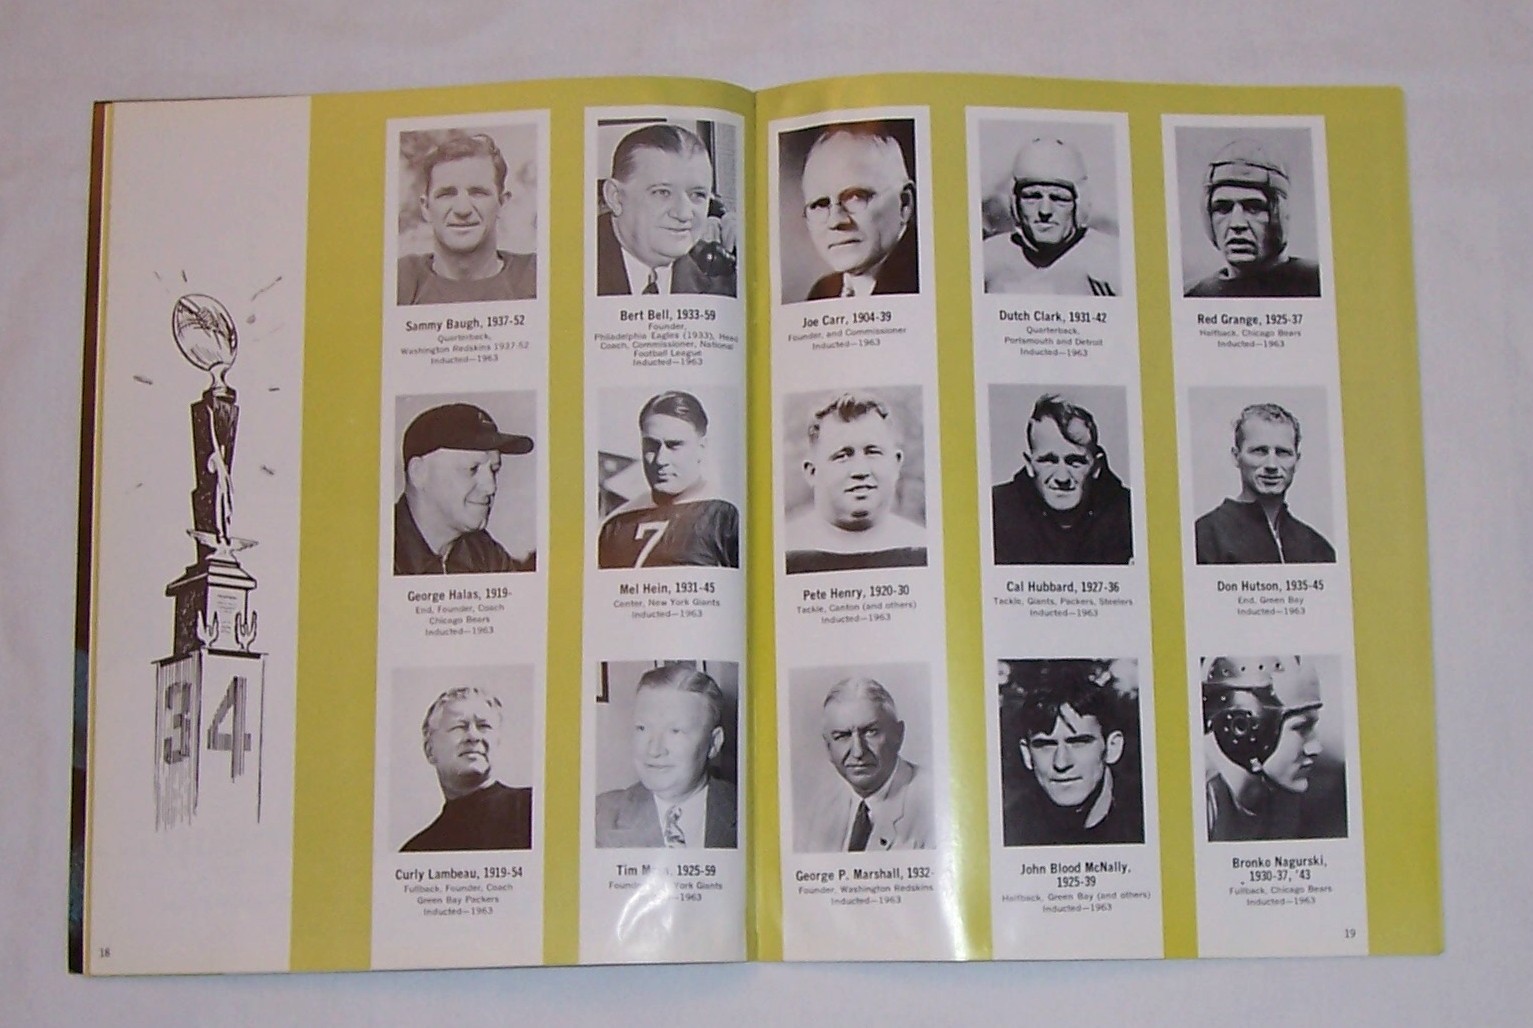 34
Sammy Baugh, 1937-52
Quarterback,
Washington Redskins 1937-52
Inducted—1963
Bert Bell, 1933-59
Founder,
Philadelphia Eagles (1933), Head
Coach, Commissioner, National
Football League
Inducted—1963
Joe Carr, 1904-39
Founder, and Commissioner
Inducted—1963
Dutch Clark, 1931-42
Quarterback,
Portsmouth and Detroit
Inducted—1963
Red Grange, 1925-37
Halfback, Chicago Bears
Inducted—1963
George Halas, 1919-
End, Founder, Coach
Chicago Bears
Inducted—1963
7
Mel Hein, 1931-45
Center, New York Giants
Inducted—1963
Pete Henry, 1920-30
Tackle, Canton (and others)
Inducted—1963
Cal Hubbard, 1927-36
Tackle, Giants, Packers, Steelers
Inducted—1963
Don Hutson, 1935-45
End, Green Bay
Inducted—1963
Curly Lambeau, 1919-54
Fullback, Founder, Coach
Green Bay Packers
Inducted—1963
Tim 1925-59
Giants
1963
George P. Marshall, 1932-
Founder, Washington Redskins
Inducted—1963
John Blood McNally,
1925-39
Halfback, Green Bay (and others)
Inducted—1963
Bronko Nagurski,
1930-37, '43
Fullback, Chicago Bears
Inducted—1963
18
19